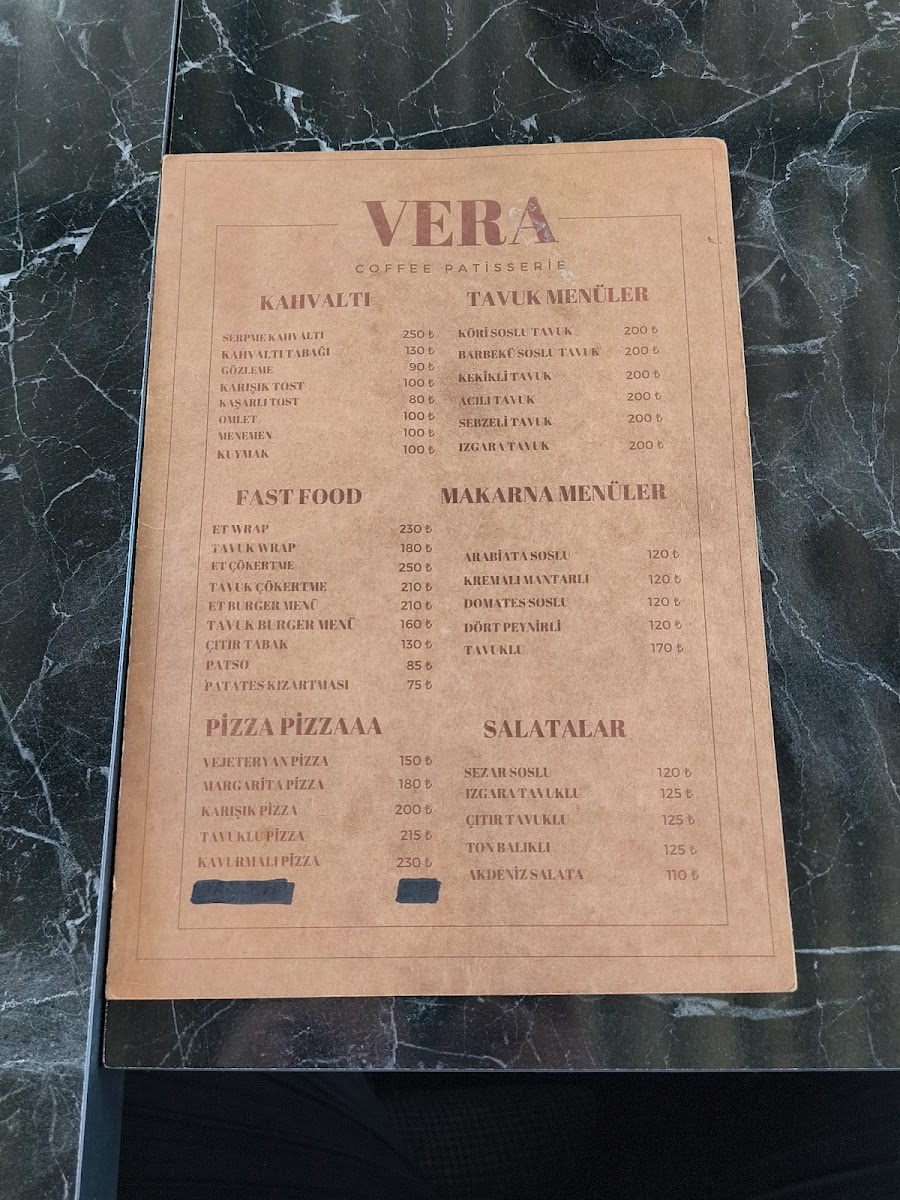 VERA
COFFEE PATİSSERİE
KAHVALTI
SERPME KAHVALTI 250 ₺
KAHVALTI TABAĞI 130 ₺
GÖZLEME 90 ₺
KARIŞIK TOST 100 ₺
KAŞARLI TOST 80 ₺
OMLET 100 ₺
MENEMEN 100 ₺
KUYMAK 100 ₺
TAVUK MENÜLER
KÖRİ SOSLU TAVUK 200 ₺
BARBEKÜ SOSLU TAVUK 200 ₺
KEKİKLİ TAVUK 200 ₺
ACILI TAVUK 200 ₺
SEBZELİ TAVUK 200 ₺
IZGARA TAVUK 200 ₺
FAST FOOD
ET WRAP 230 ₺
TAVUK WRAP 180 ₺
ET ÇÖKERTME 250 ₺
TAVUK ÇÖKERTME 210 ₺
ET BURGER MENÜ 210 ₺
TAVUK BURGER MENÜ 160 ₺
ÇITIR TABAK 130 ₺
PATSO 85 ₺
PATATES KIZARTMASI 75 ₺
MAKARNA MENÜLER
ARABİATA SOSLU 120 ₺
KREMALI MANTARLI 120 ₺
DOMATES SOSLU 120 ₺
DÖRT PEYNİRLİ 120 ₺
TAVUKLU 170 ₺
PİZZA PİZZAAA
VEJETERYAN PİZZA 150 ₺
MARGARİTA PİZZA 180 ₺
KARIŞIK PİZZA 200 ₺
TAVUKLU PİZZA 215 ₺
KAVURMALI PİZZA 230 ₺
SALATALAR
SEZAR SOSLU 120 ₺
IZGARA TAVUKLU 125 ₺
ÇITIR TAVUKLU 125 ₺
TON BALIKLI 125 ₺
AKDENİZ SALATA 110 ₺